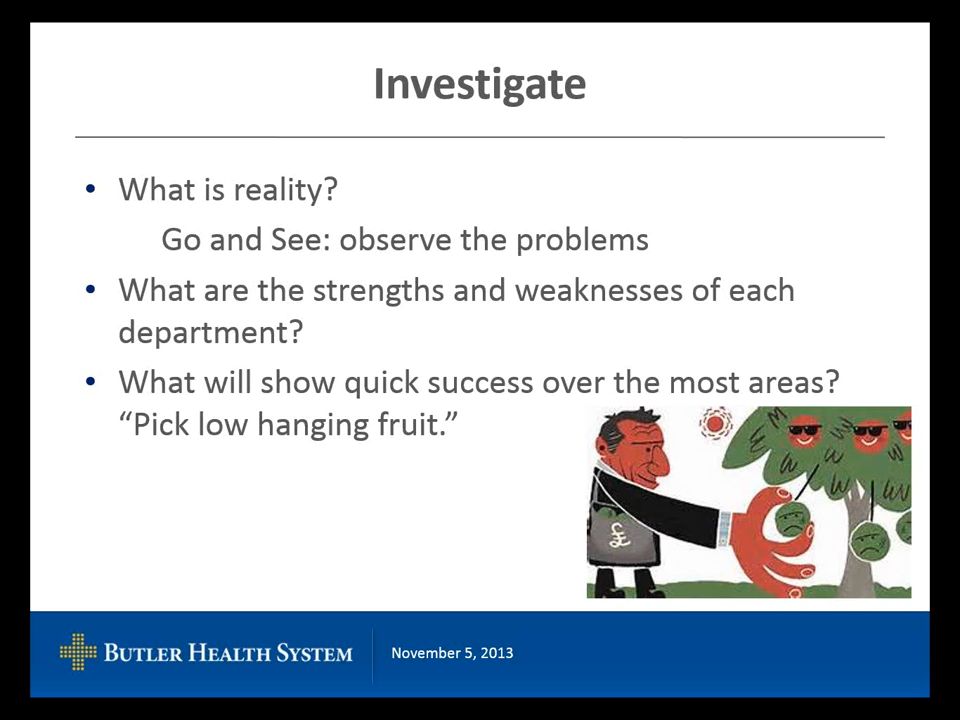 Investigate
• What is reality?
Go and See: observe the problems
• What are the strengths and weaknesses of each
department?
• What will show quick success over the most areas?
“Pick low hanging fruit.”
£
BUTLER HEALTH SYSTEM
November 5, 2013